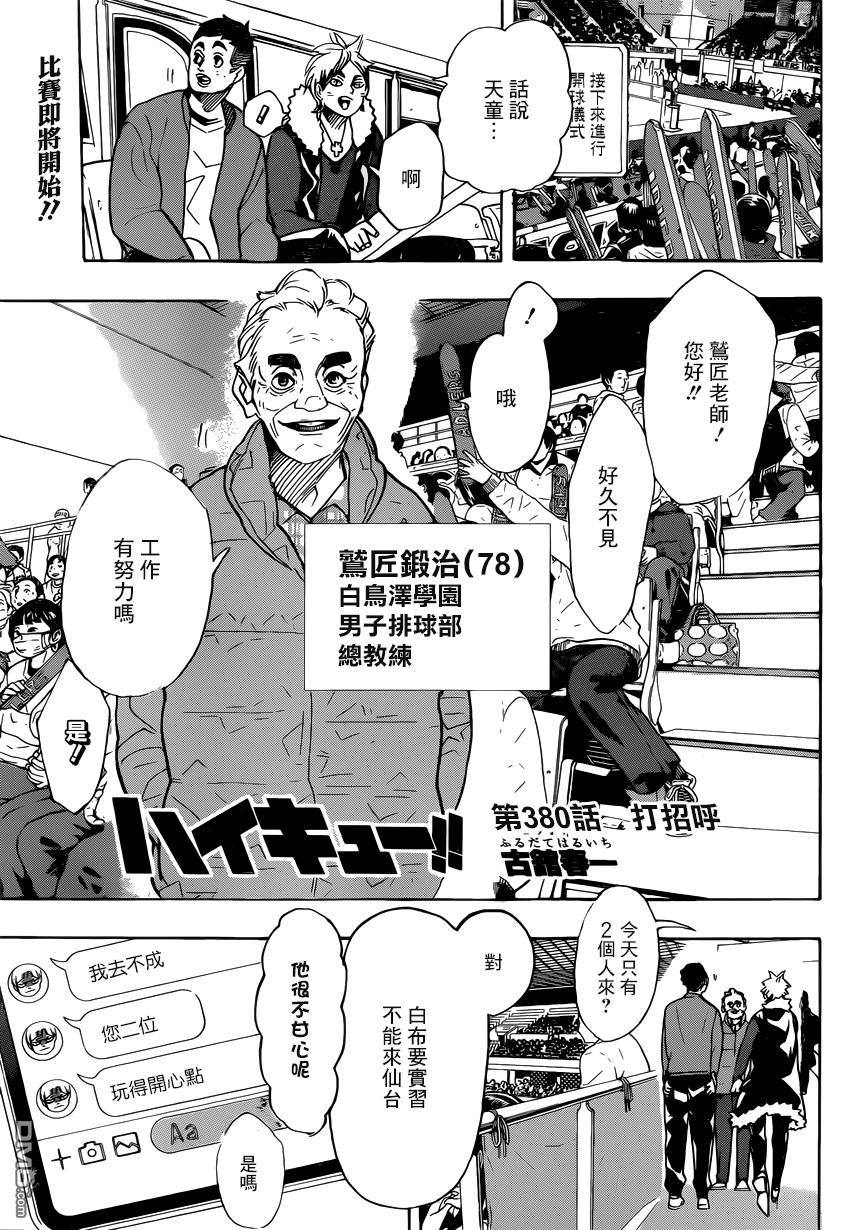 接下來進行
開球儀式
話說
天童…
啊
!
比賽即將開始!!
鷲匠老師!
您好!!
好久不見
!
哦
ADLERS
鷲匠鍛治(78)
白鳥澤學園
男子排球部
總教練
工作
有努力嗎
是!
ハイキュー!!
第380話 打招呼
ふるだてはるいち
古舘春一
今天只有
2個人來?
對
白布要實習
不能來仙台
他很不甘心呢
我去不成
您二位
玩得開心點
Aa
是嗎
DM5.com